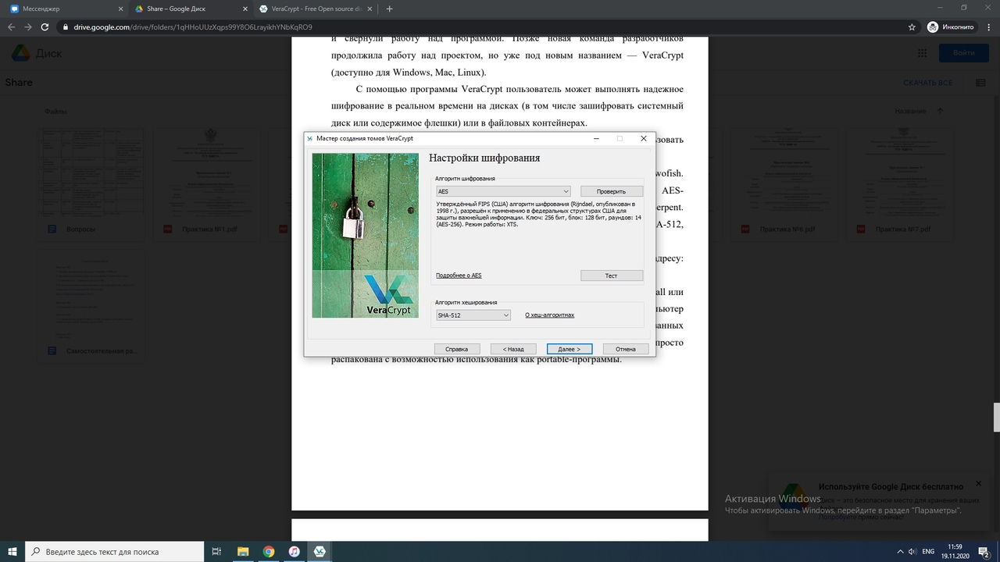 Мессенджер
Share – Google Диск
VeraCrypt - Free Open source d
drive.google.com/drive/folders/1qHHoUUzXqps99Y8O6LrayikhYNbKqRO9
Инкогнито
Диск
Войти
Share
СКАЧАТЬ ВСЕ
Файлы
Название
и свернули работу над программой. Позже новая команда разработчиков
продолжила работу над проектом, но уже под новым названием — VeraCrypt
(доступно для Windows, Mac, Linux).
С помощью программы VeraCrypt пользователь может выполнять надежное
шифрование в реальном времени на дисках (в том числе зашифровать системный
диск или содержимое флешки) или в файловых контейнерах.
зовать
wofish.
AES-
erpent.
A-512,
дресу:
all или
ьютер
ванных
просто
распакована с возможностью использования как portable-программы.
Мастер создания томов VeraCrypt
Настройки шифрования
Алгоритм шифрования
AES
Проверить
Утверждённый FIPS (США) алгоритм шифрования (Rijndael, опубликован в
1998 г.), разрешён к применению в федеральных структурах США для
защиты важнейшей информации. Ключ: 256 бит, блок: 128 бит, раундов: 14
(AES-256). Режим работы: XTS.
Подробнее о AES
Тест
Алгоритм хеширования
SHA-512
О хеш-алгоритмах
VeraCrypt
Справка
< Назад
Далее >
Отмена
Вопросы
Практика №1.pdf
Практика №6.pdf
Практика №7.pdf
Самостоятельная ра...
Используйте Google Диск бесплатно
Диск – это безопасное место для хранения ваших
Попробуйте прямо сейчас!
Активация Windows
Чтобы активировать Windows, перейдите в раздел "Параметры".
Введите здесь текст для поиска
ENG
11:59
19.11.2020
2